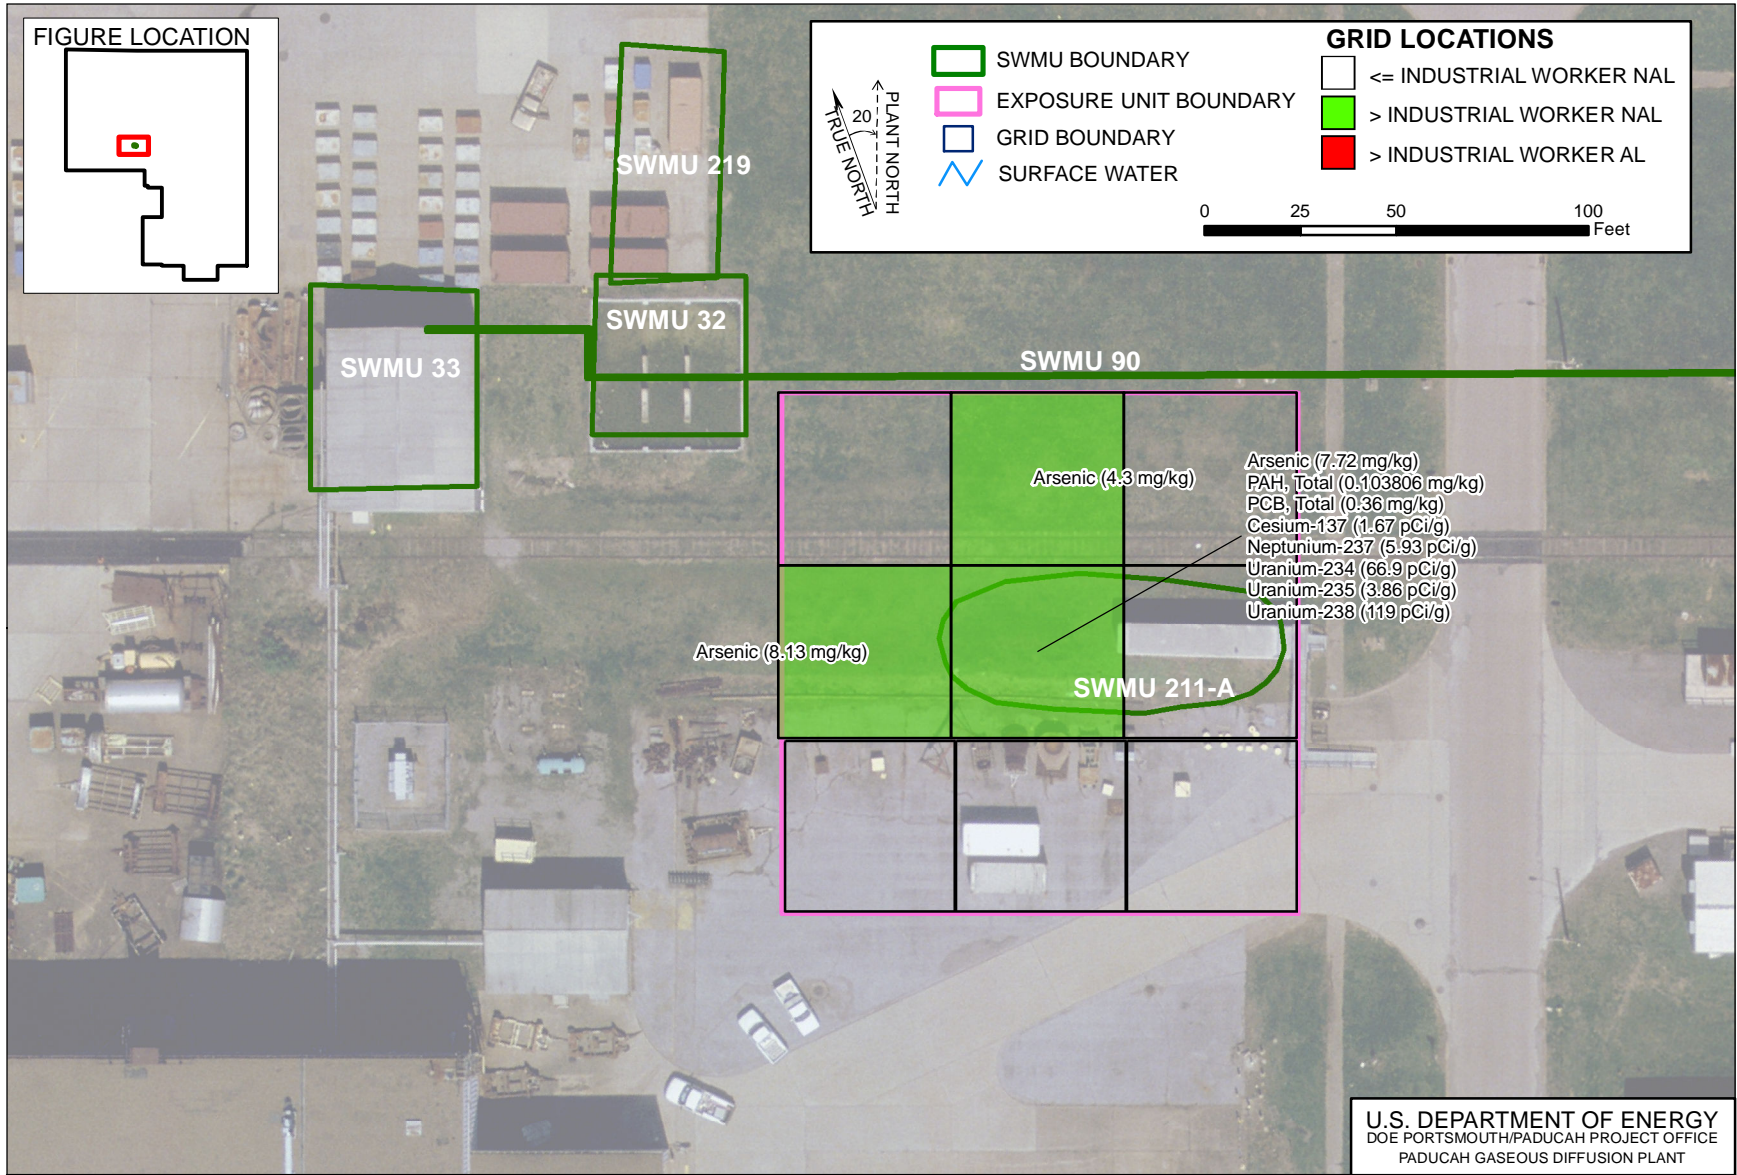 FIGURE LOCATION
TRUE NORTH
20
PLANT NORTH
SWMU BOUNDARY
EXPOSURE UNIT BOUNDARY
GRID BOUNDARY
SURFACE WATER
GRID LOCATIONS
<= INDUSTRIAL WORKER NAL
> INDUSTRIAL WORKER NAL
> INDUSTRIAL WORKER AL
0 25 50 100
Feet
SWMU 219
SWMU 32
SWMU 33
SWMU 90
Arsenic (4.3 mg/kg)
Arsenic (7.72 mg/kg)
PAH, Total (0.103806 mg/kg)
PCB, Total (0.36 mg/kg)
Cesium-137 (1.67 pCi/g)
Neptunium-237 (5.93 pCi/g)
Uranium-234 (66.9 pCi/g)
Uranium-235 (3.86 pCi/g)
Uranium-238 (119 pCi/g)
Arsenic (8.13 mg/kg)
SWMU 211-A
U.S. DEPARTMENT OF ENERGY
DOE PORTSMOUTH/PADUCAH PROJECT OFFICE
PADUCAH GASEOUS DIFFUSION PLANT